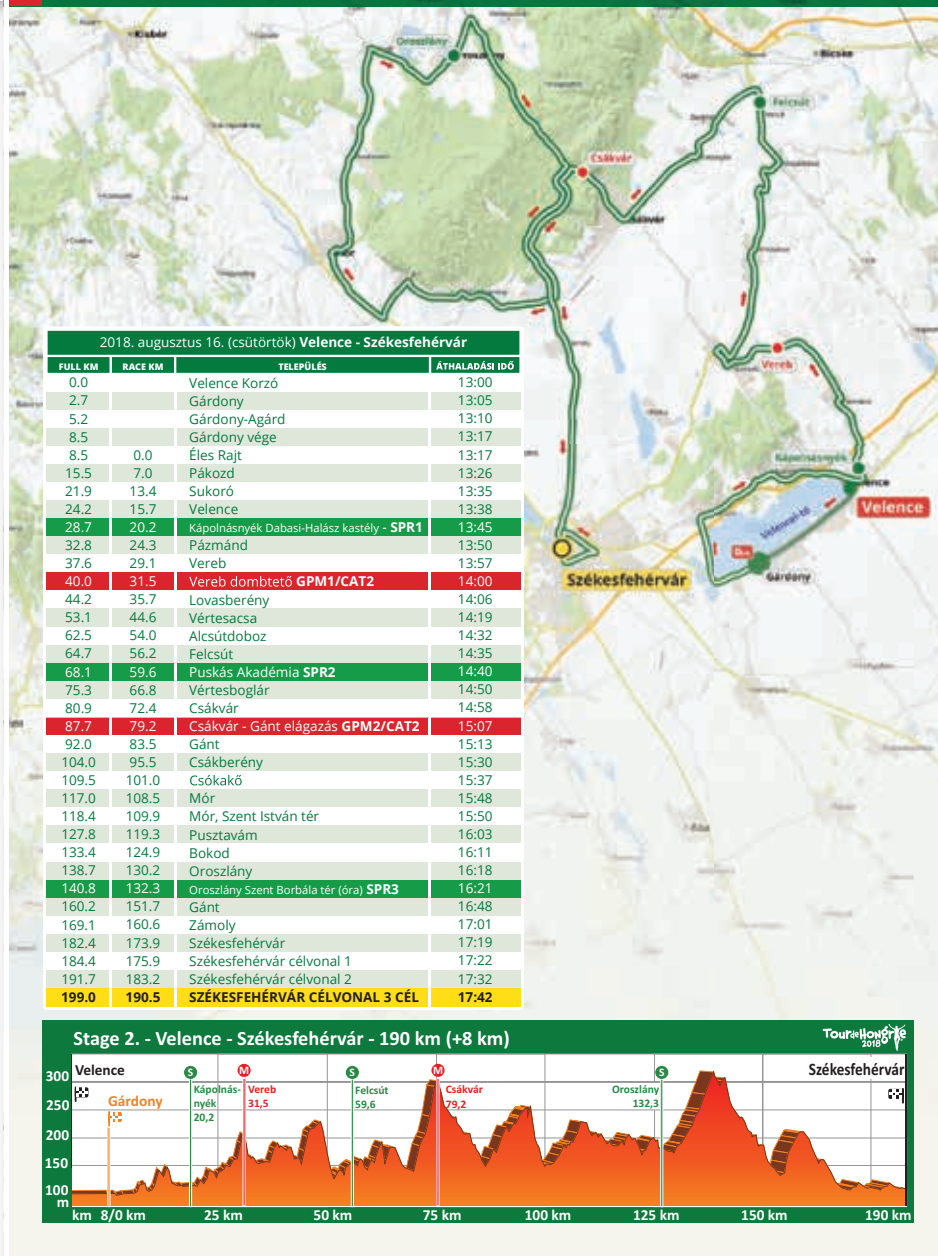 Kisbér
Oroszlány
Bicske
Felcsút
Csákvár
Vereb
Kápolnásnyék
Velence
Velencei-tó
Gárdony
Székesfehérvár
2018. augusztus 16. (csütörtök) Velence - Székesfehérvár
FULL KM RACE KM TELEPÜLÉS ÁTHALADÁSI IDŐ
0.0 Velence Korzó 13:00
2.7 Gárdony 13:05
5.2 Gárdony-Agárd 13:10
8.5 Gárdony vége 13:17
8.5 0.0 Éles Rajt 13:17
15.5 7.0 Pákozd 13:26
21.9 13.4 Sukoró 13:35
24.2 15.7 Velence 13:38
28.7 20.2 Kápolnásnyék Dabasi-Halász kastély - SPR1 13:45
32.8 24.3 Pázmánd 13:50
37.6 29.1 Vereb 13:57
40.0 31.5 Vereb dombtető GPM1/CAT2 14:00
44.2 35.7 Lovasberény 14:06
53.1 44.6 Vértesacsa 14:19
62.5 54.0 Alcsútdoboz 14:32
64.7 56.2 Felcsút 14:35
68.1 59.6 Puskás Akadémia SPR2 14:40
75.3 66.8 Vértesboglár 14:50
80.9 72.4 Csákvár 14:58
87.7 79.2 Csákvár - Gánt elágazás GPM2/CAT2 15:07
92.0 83.5 Gánt 15:13
104.0 95.5 Csákberény 15:30
109.5 101.0 Csókakő 15:37
117.0 108.5 Mór 15:48
118.4 109.9 Mór, Szent István tér 15:50
127.8 119.3 Pusztavám 16:03
133.4 124.9 Bokod 16:11
138.7 130.2 Oroszlány 16:18
140.8 132.3 Oroszlány Szent Borbála tér (óra) SPR3 16:21
160.2 151.7 Gánt 16:48
169.1 160.6 Zámoly 17:01
182.4 173.9 Székesfehérvár 17:19
184.4 175.9 Székesfehérvár célvonal 1 17:22
191.7 183.2 Székesfehérvár célvonal 2 17:32
199.0 190.5 SZÉKESFEHÉRVÁR CÉLVONAL 3 CÉL 17:42
Stage 2. - Velence - Székesfehérvár - 190 km (+8 km)
Tour de Hongrie
2018
Velence
Székesfehérvár
Gárdony
S
Kápolnás-
nyék
20,2
M
Vereb
31,5
S
Felcsút
59,6
M
Csákvár
79,2
S
Oroszlány
132,3
300
250
200
150
100
m
km 8/0 km 25 km 50 km 75 km 100 km 125 km 150 km 190 km